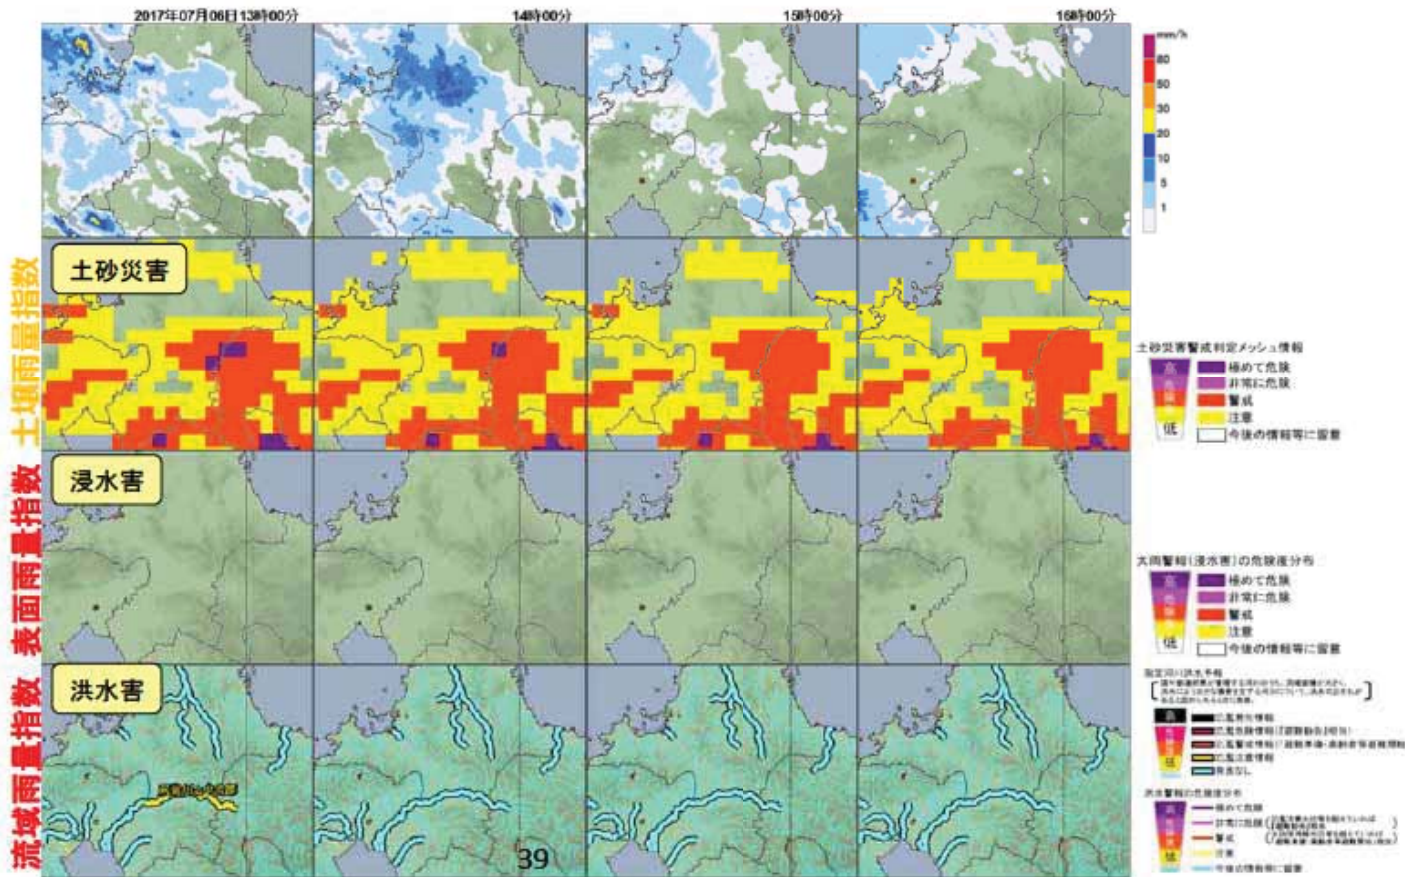 2017年07月06日13時00分
14時00分
15時00分
16時00分
mm/h
80
50
30
20
10
5
1
土壌雨量指数
土砂災害
土砂災害警戒判定メッシュ情報
高
極めて危険
非常に危険
警戒
注意
低
今後の情報等に留意
表面雨量指数
浸水害
大雨警報(浸水害)の危険度分布
高
極めて危険
非常に危険
警戒
注意
低
今後の情報等に留意
流域雨量指数
洪水害
指定河川洪水予報
氾濫発生情報
氾濫注意情報
発表なし
低
洪水警報の危険度分布
高
極めて危険
非常に危険
警戒
注意
低
今後の情報等に留意
39